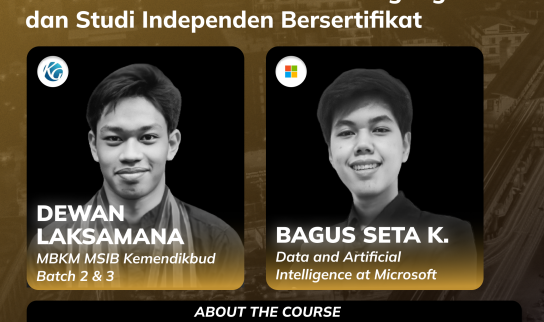 dan Studi Independen Bersertifikat
KG
DEWAN
LAKSAMANA
MBKM MSIB Kemendikbud
Batch 2 & 3
BAGUS SETA K.
Data and Artificial
Intelligence at Microsoft
ABOUT THE COURSE